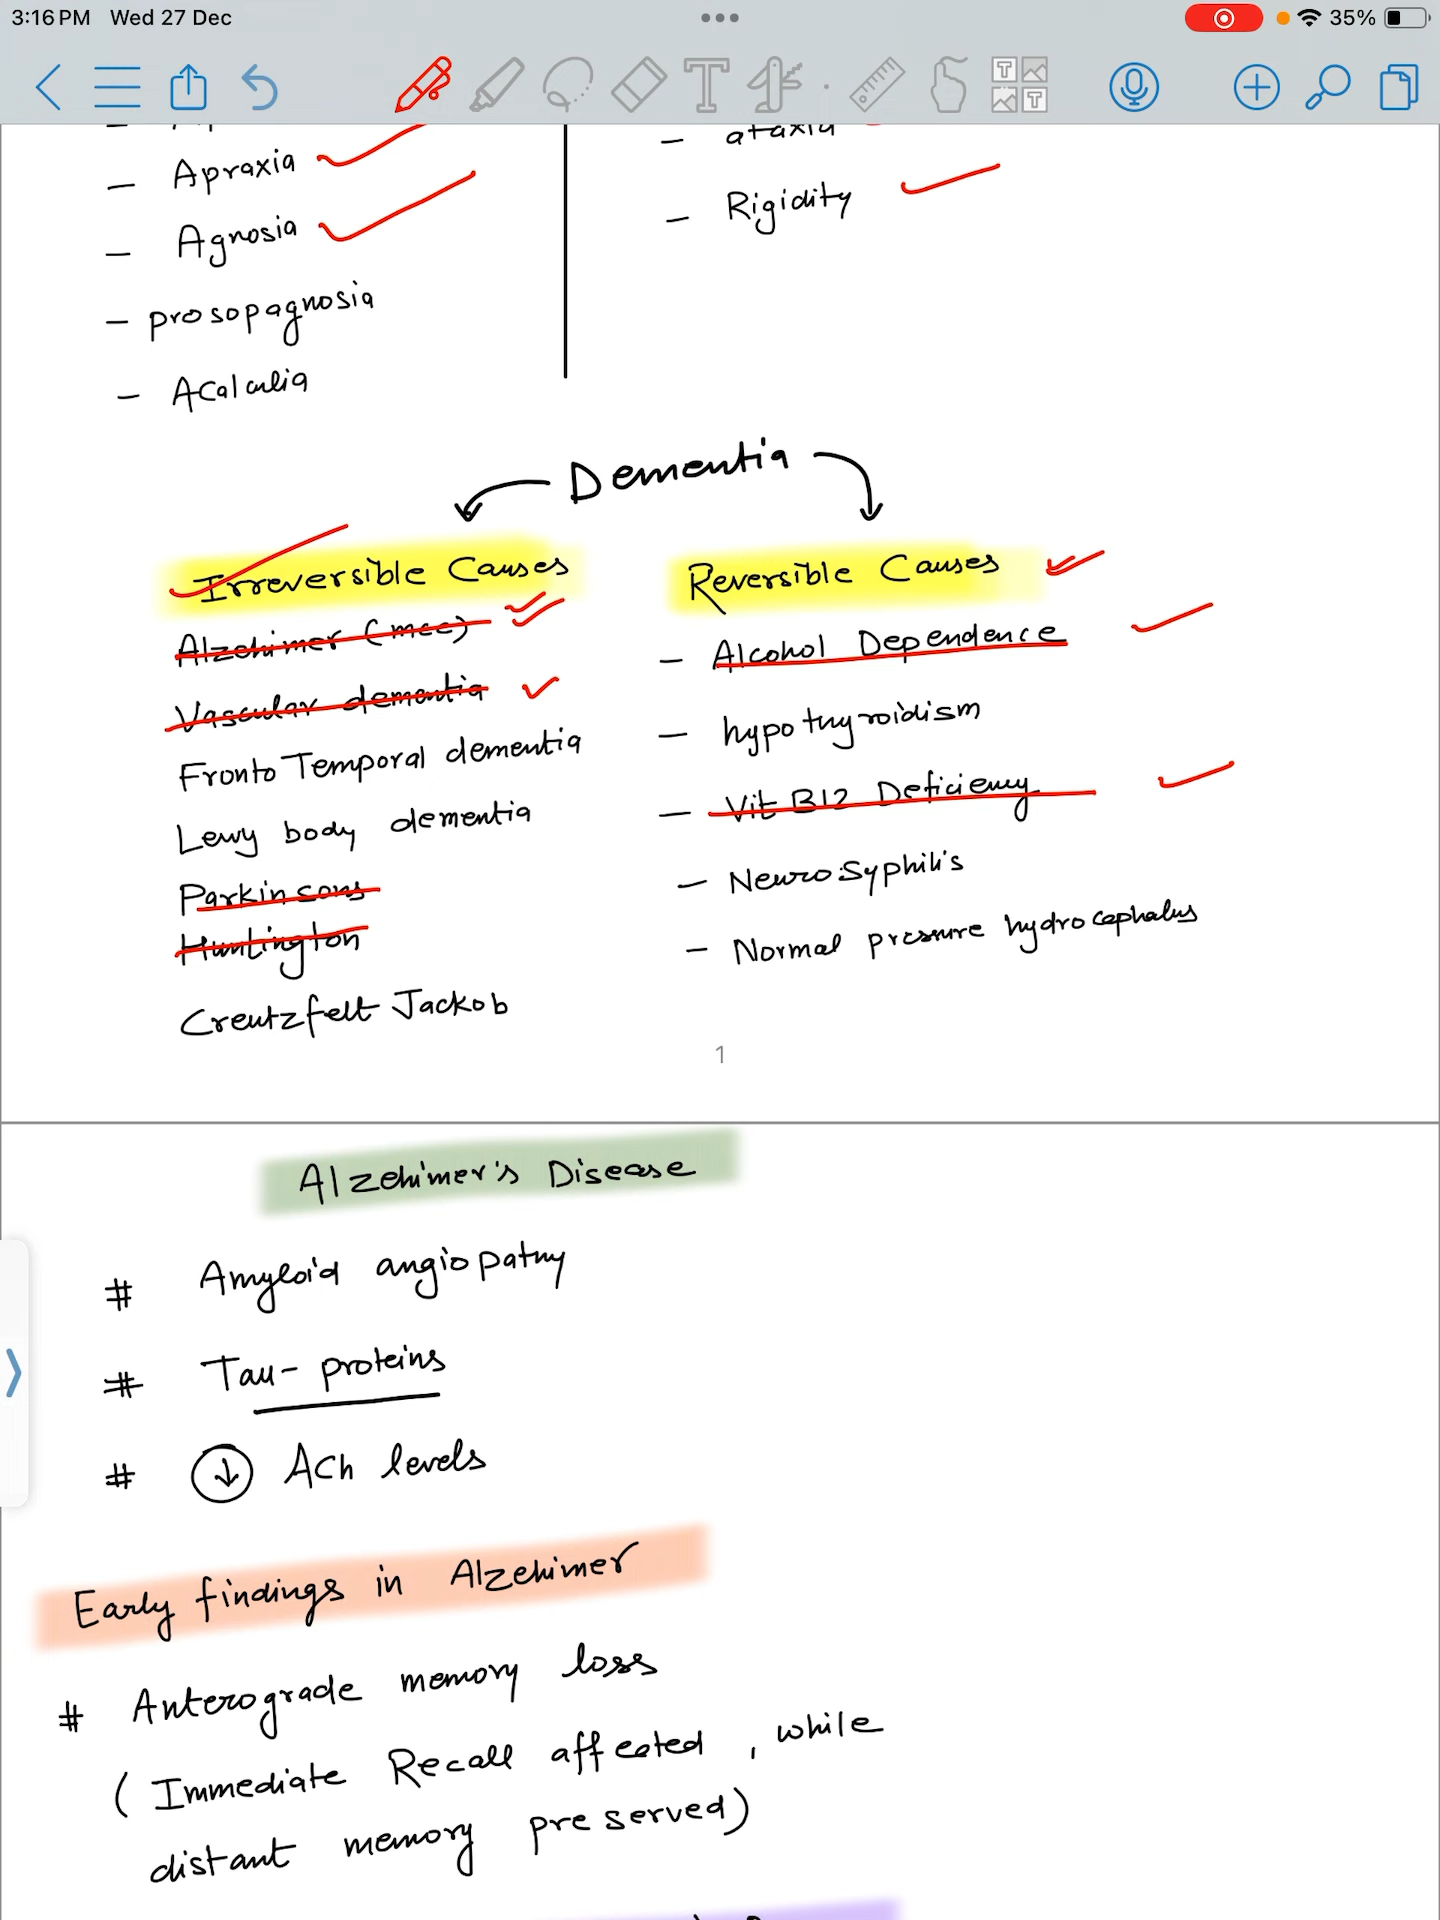 3:16 PM Wed 27 Dec
35%
- Apraxia
- Agnosia
- prosopagnosia
- Acalculia
- ataxia
- Rigidity
Dementia
Irreversible Causes
Alzehimer (mcc)
Vascular dementia
Fronto Temporal dementia
Lewy body dementia
Parkinsons
Huntington
Creutzfelt Jackob
Reversible Causes
- Alcohol Dependence
- hypothyroidism
- Vit B12 Deficiency
- Neurosyphilis
- Normal pressure hydrocephalus
1
Alzehimer's Disease
# Amyloid angiopathy
# Tau- proteins
# ↓ ACh levels
Early findings in Alzehimer
# Anterograde memory loss
( Immediate Recall affected , while
distant memory preserved)